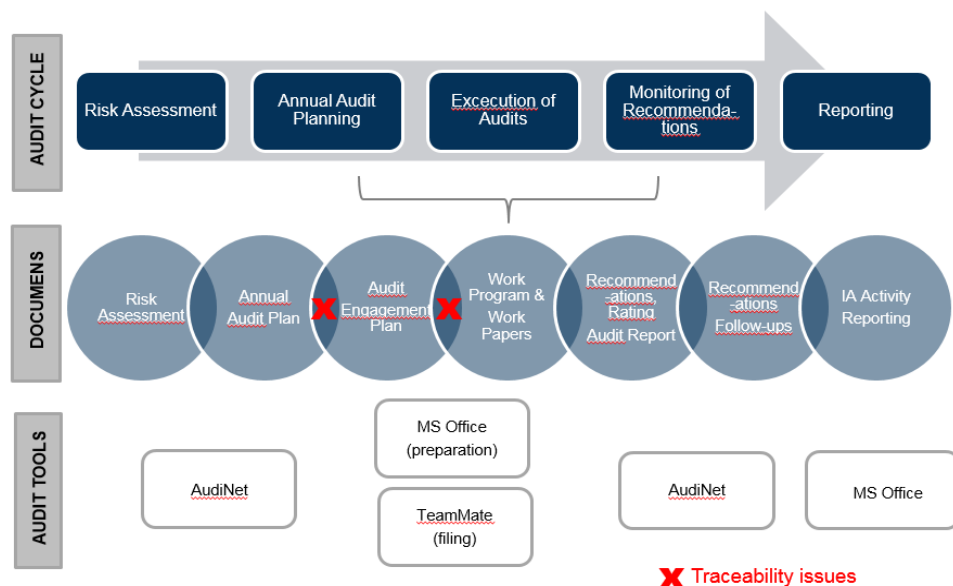 AUDIT CYCLE
Risk Assessment
Annual Audit
Planning
Excecution of
Audits
Monitoring of
Recommenda-
tions
Reporting
DOCUMENS
Risk
Assessment
Annual
Audit Plan
Audit
Engagement
Plan
Work
Program &
Work
Papers
Recommend
-ations,
Rating
Audit Report
Recommend
-ations
Follow-ups
IA Activity
Reporting
AUDIT TOOLS
AudiNet
MS Office
(preparation)
TeamMate
(filing)
AudiNet
MS Office
X Traceability issues